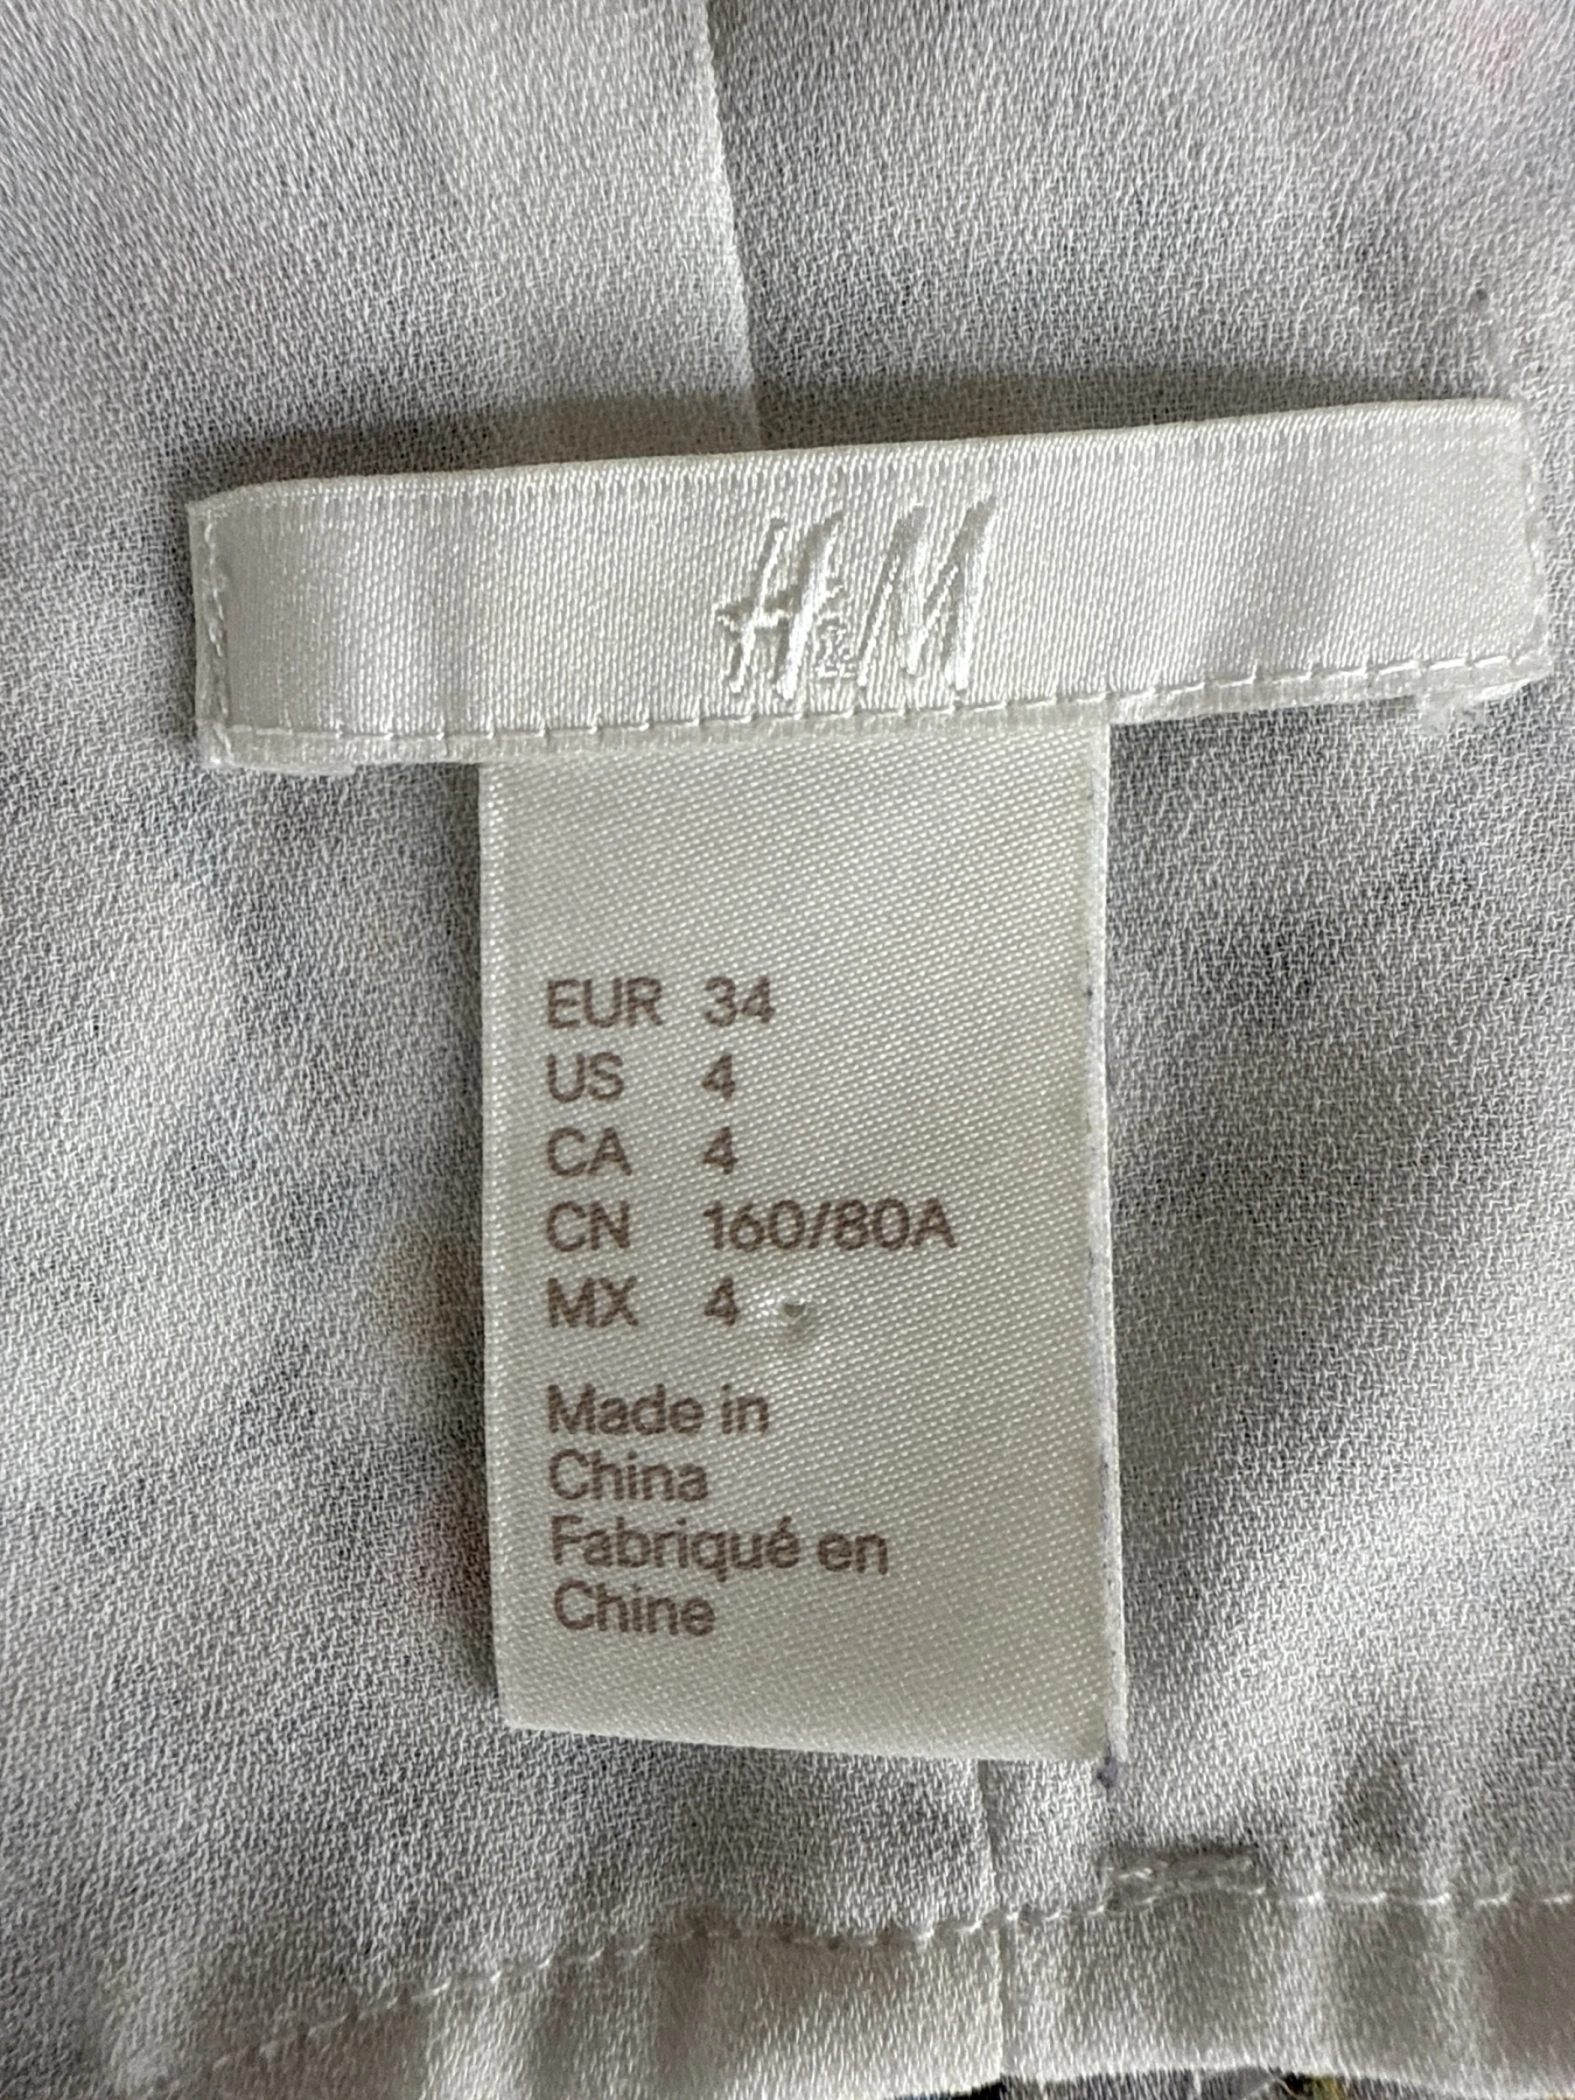 H&M
EUR 34
US 4
CA 4
CN 160/80A
MX 4
Made in
China
Fabriqué en
Chine